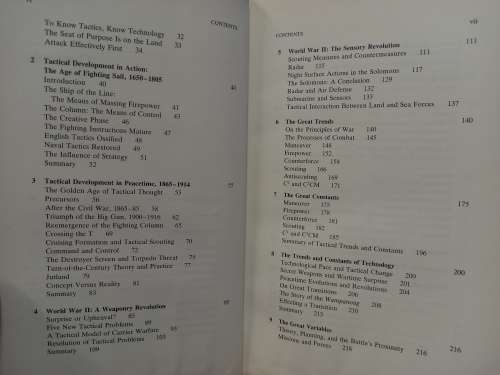 CONTENTS
To Know Tactics, Know Technology 32
The Seat of Purpose Is on the Land 33
Attack Effectively First 34
2 Tactical Development in Action:
The Age of Fighting Sail, 1650–1805 40
Introduction 40
The Ship of the Line:
The Means of Massing Firepower 41
The Column: The Means of Control 43
The Creative Phase 46
The Fighting Instructions Mature 47
English Tactics Ossified 48
Naval Tactics Restored 49
The Influence of Strategy 51
Summary 52
3 Tactical Development in Peacetime, 1865–1914 55
The Golden Age of Tactical Thought 55
Precursors 56
After the Civil War, 1865–85 58
Triumph of the Big Gun, 1900–1916 62
Reemergence of the Fighting Column 65
Crossing the T 69
Cruising Formation and Tactical Scouting 70
Command and Control 72
The Destroyer Screen and Torpedo Threat 75
Turn-of-the-Century Theory and Practice 77
Jutland 79
Concept Versus Reality 81
Summary 83
4 World War II: A Weaponry Revolution 85
Surprise or Upheaval? 85
Five New Tactical Problems 89
A Tactical Model of Carrier Warfare 93
Resolution of Tactical Problems 103
Summary 109
CONTENTS vii
5 World War II: The Sensory Revolution 111
Scouting Measures and Countermeasures 111
Radar 115
Night Surface Actions in the Solomons 117
The Solomons: A Conclusion 129
Radar and Air Defense 132
Submarine and Sensors 133
Tactical Interaction Between Land and Sea Forces 137
6 The Great Trends 140
On the Principles of War 140
The Processes of Combat 145
Maneuver 148
Firepower 152
Counterforce 158
Scouting 166
Antiscouting 169
C² and C²CM 171
7 The Great Constants 175
Maneuver 175
Firepower 178
Counterforce 181
Scouting 182
C² and C²CM 185
Summary of Tactical Trends and Constants 196
8 The Trends and Constants of Technology 200
Technological Pace and Tactical Change 200
Secret Weapons and Wartime Surprise 201
Peacetime Evolutions and Revolutions 204
On Great Transitions 206
The Story of the Wampanoag 208
Effecting a Transition 210
Summary 213
9 The Great Variables 216
Theory, Planning, and the Battle's Proximity 216
Missions and Forces 216